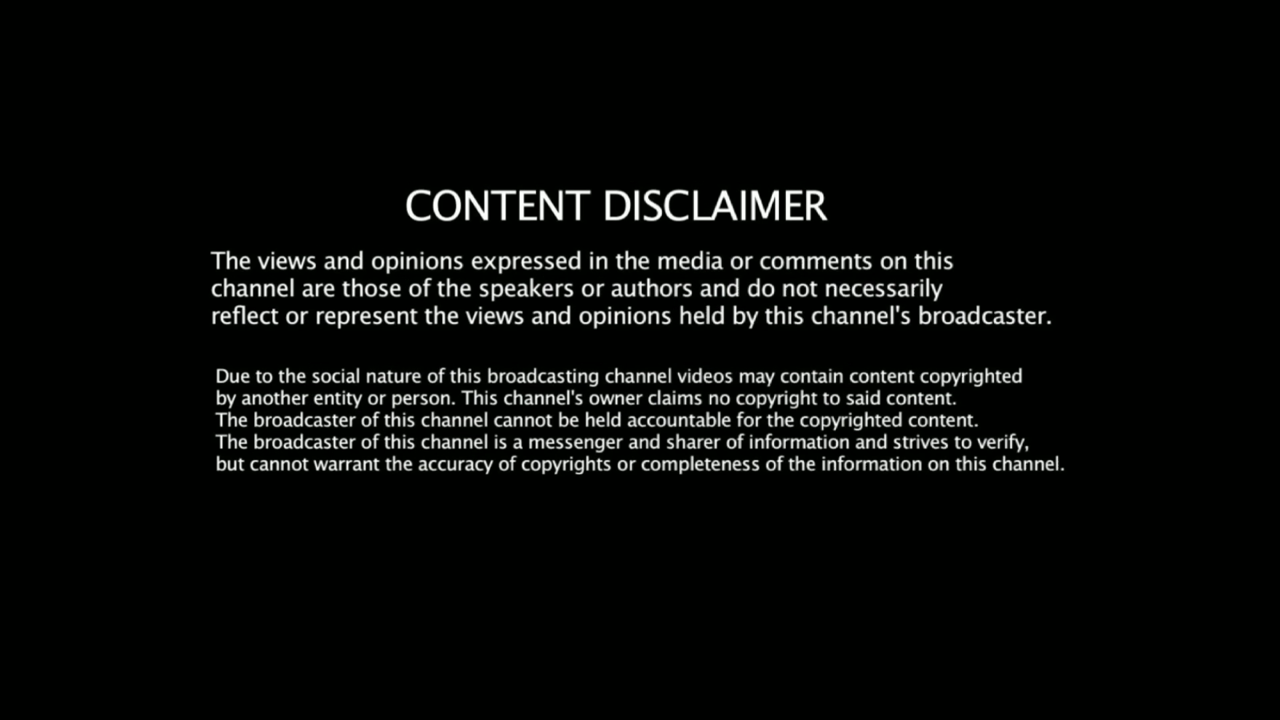 CONTENT DISCLAIMER
The views and opinions expressed in the media or comments on this
channel are those of the speakers or authors and do not necessarily
reflect or represent the views and opinions held by this channel's broadcaster.
Due to the social nature of this broadcasting channel videos may contain content copyrighted
by another entity or person. This channel's owner claims no copyright to said content.
The broadcaster of this channel cannot be held accountable for the copyrighted content.
The broadcaster of this channel is a messenger and sharer of information and strives to verify,
but cannot warrant the accuracy of copyrights or completeness of the information on this channel.